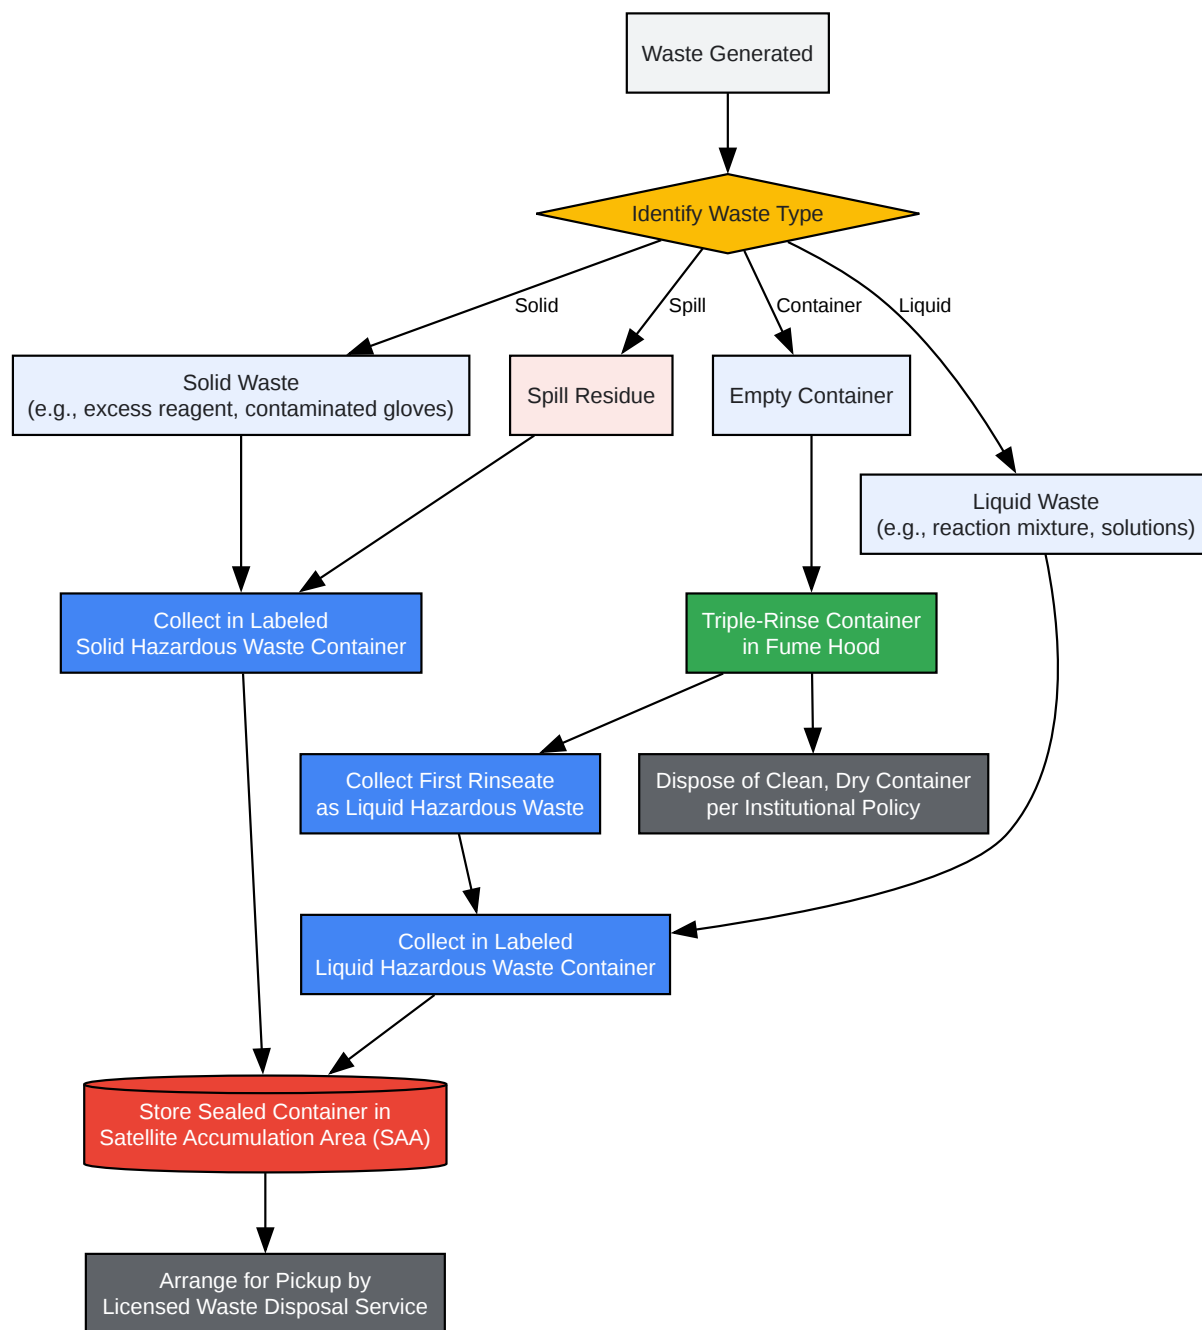 Waste Generated
Identify Waste Type
Solid
Spill
Container
Liquid
Solid Waste
(e.g., excess reagent, contaminated gloves)
Spill Residue
Empty Container
Liquid Waste
(e.g., reaction mixture, solutions)
Collect in Labeled
Solid Hazardous Waste Container
Triple-Rinse Container
in Fume Hood
Collect First Rinseate
as Liquid Hazardous Waste
Dispose of Clean, Dry Container
per Institutional Policy
Collect in Labeled
Liquid Hazardous Waste Container
Store Sealed Container in
Satellite Accumulation Area (SAA)
Arrange for Pickup by
Licensed Waste Disposal Service